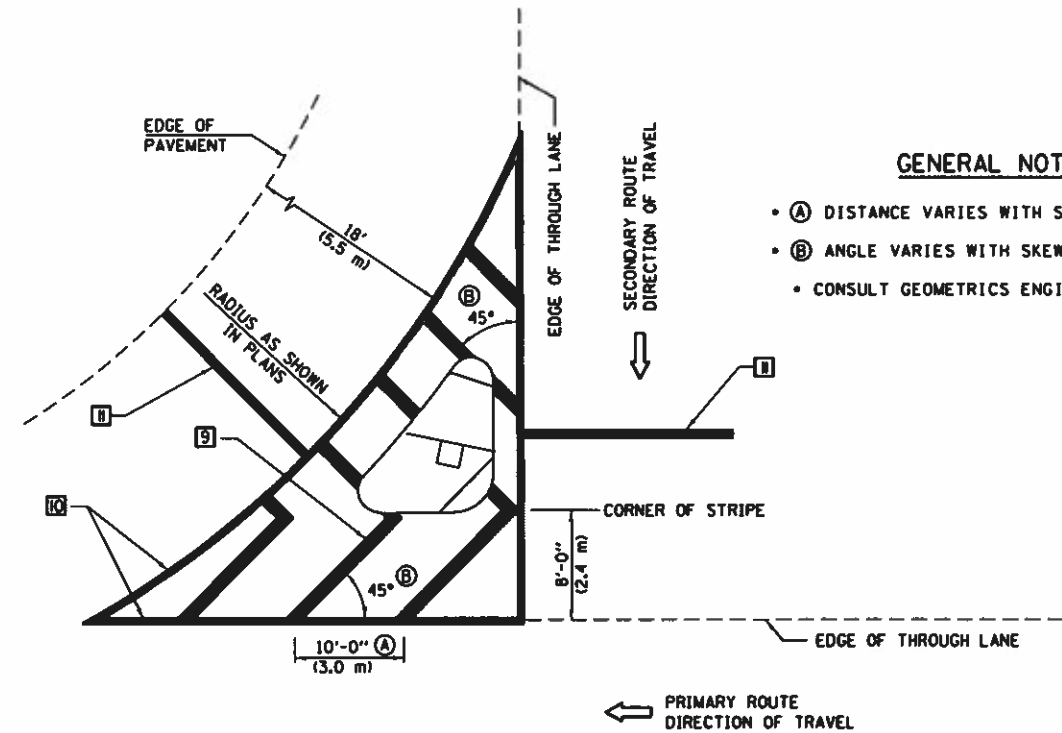 EDGE OF
PAVEMENT
18'
(5.5 m)
RADIUS AS SHOWN
IN PLANS
EDGE OF THROUGH LANE
SECONDARY ROUTE
DIRECTION OF TRAVEL
GENERAL NOT
• Ⓐ DISTANCE VARIES WITH S
• Ⓑ ANGLE VARIES WITH SKEW
• CONSULT GEOMETRICS ENGI
Ⓑ
45°
11
11
9
10
CORNER OF STRIPE
8'-0"
(2.4 m)
45° Ⓑ
10'-0" Ⓐ
(3.0 m)
EDGE OF THROUGH LANE
PRIMARY ROUTE
DIRECTION OF TRAVEL